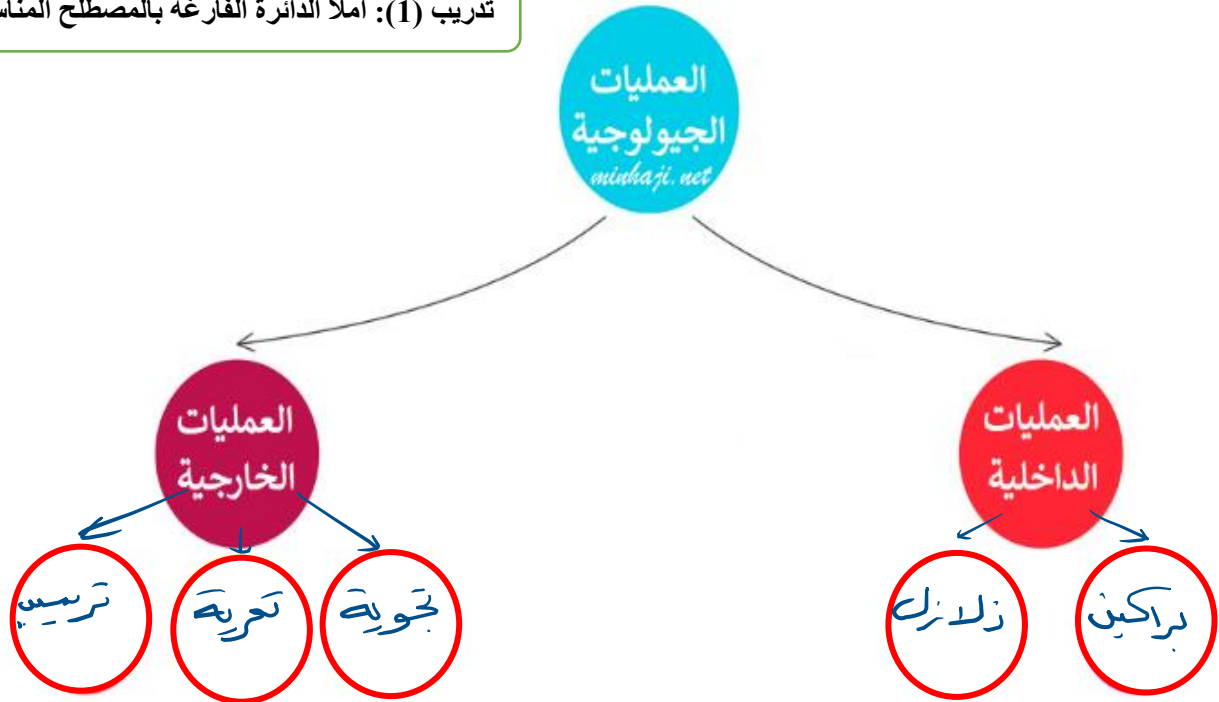 تدريب (1): املأ الدائرة الفارغة بالمصطلح
العمليات
الجيولوجية
minhaji.net
العمليات
الداخلية
العمليات
الخارجية
براكين
زلازل
تجوية
تعرية
ترسيب